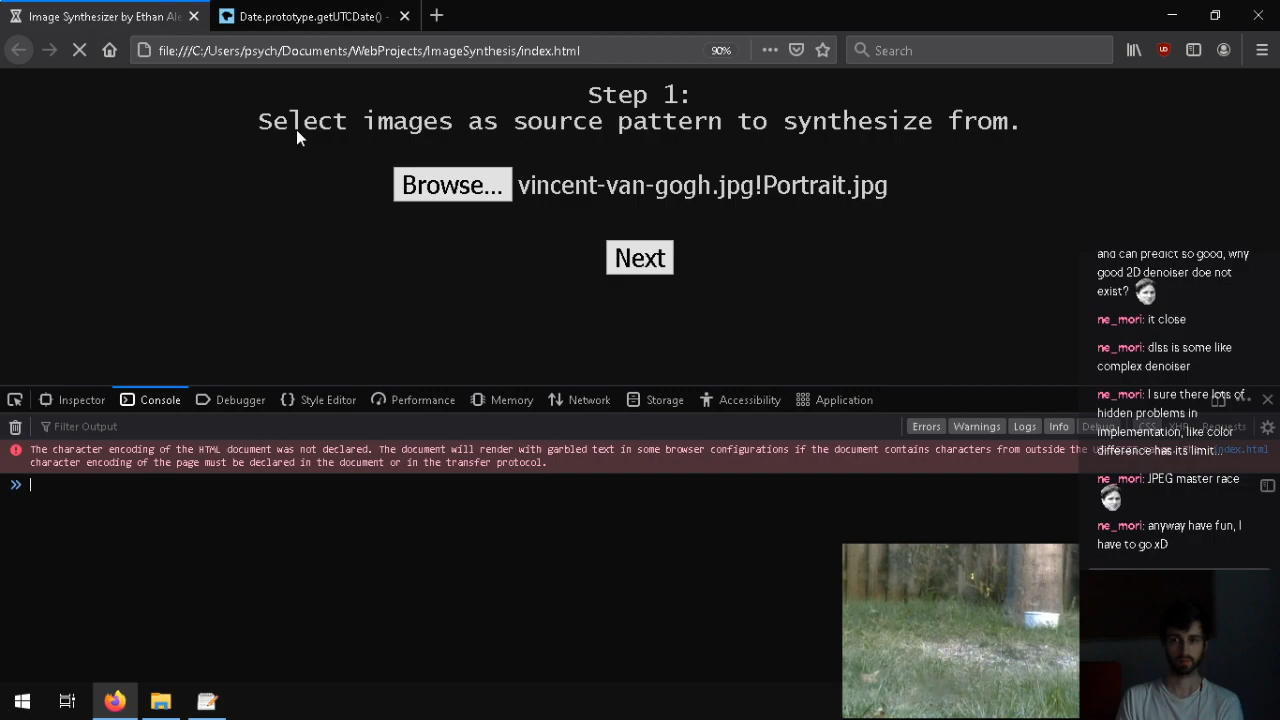 Image Synthesizer by Ethan Ale
Date.prototype.getUTCDate() -
file:///C:/Users/psych/Documents/WebProjects/ImageSynthesis/index.html
90%
Search
Step 1:
Select images as source pattern to synthesize from.
Browse... vincent-van-gogh.jpg!Portrait.jpg
Next
and can predict so good, why
good 2D denoiser doe not
exist?
ne_mori: it close
ne_mori: dlss is some like
complex denoiser
ne_mori: I sure there lots of
hidden problems in
implementation, like color
difference has its limit...
ne_mori: JPEG master race
ne_mori: anyway have fun, I
have to go xD
Inspector
Console
Debugger
Style Editor
Performance
Memory
Network
Storage
Accessibility
Application
Filter Output
Errors
Warnings
Logs
Info
Debug
CSS
XHR
Requests
The character encoding of the HTML document was not declared. The document will render with garbled text in some browser configurations if the document contains characters from outside the
index.html
character encoding of the page must be declared in the document or in the transfer protocol.